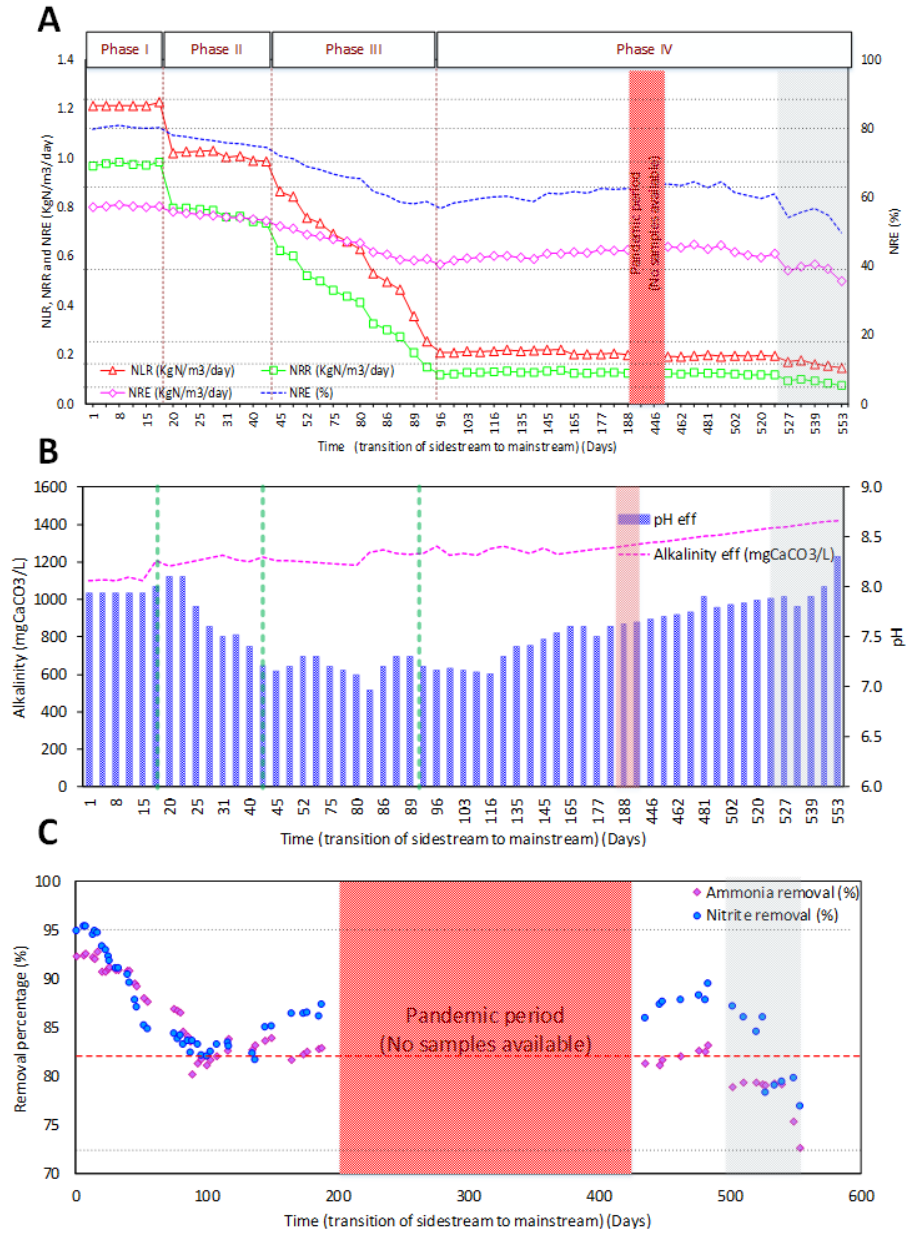 A
Phase I Phase II Phase III Phase IV
1.4 100
1.2
1.0 80
0.8 60
0.6 40
0.4
0.2 20
0.0 0
NLR, NRR and NRE (KgN/m3/day)
NRE (%)
Pandemic period
(No samples available)
NLR (KgN/m3/day) NRR (KgN/m3/day)
NRE (KgN/m3/day) NRE (%)
1 8 15 20 25 31 40 45 52 75 80 86 89 96 103 116 135 145 165 177 188 446 462 481 502 520 527 539 553
Time (transition of sidestream to mainstream) (Days)
B
1600 9.0
1400 8.5
1200
1000 8.0
800 7.5
600 7.0
400
200 6.5
0 6.0
Alkalinity (mgCaCO3/L)
pH
pH eff
Alkalinity eff (mgCaCO3/L)
1 8 15 20 25 31 40 45 52 75 80 86 89 96 103 116 135 145 165 177 188 446 462 481 502 520 527 539 553
Time (transition of sidestream to mainstream) (Days)
C
100
95
90
85
80
75
70
Removal percentage (%)
Ammonia removal (%)
Nitrite removal (%)
Pandemic period
(No samples available)
0 100 200 300 400 500 600
Time (transition of sidestream to mainstream) (Days)